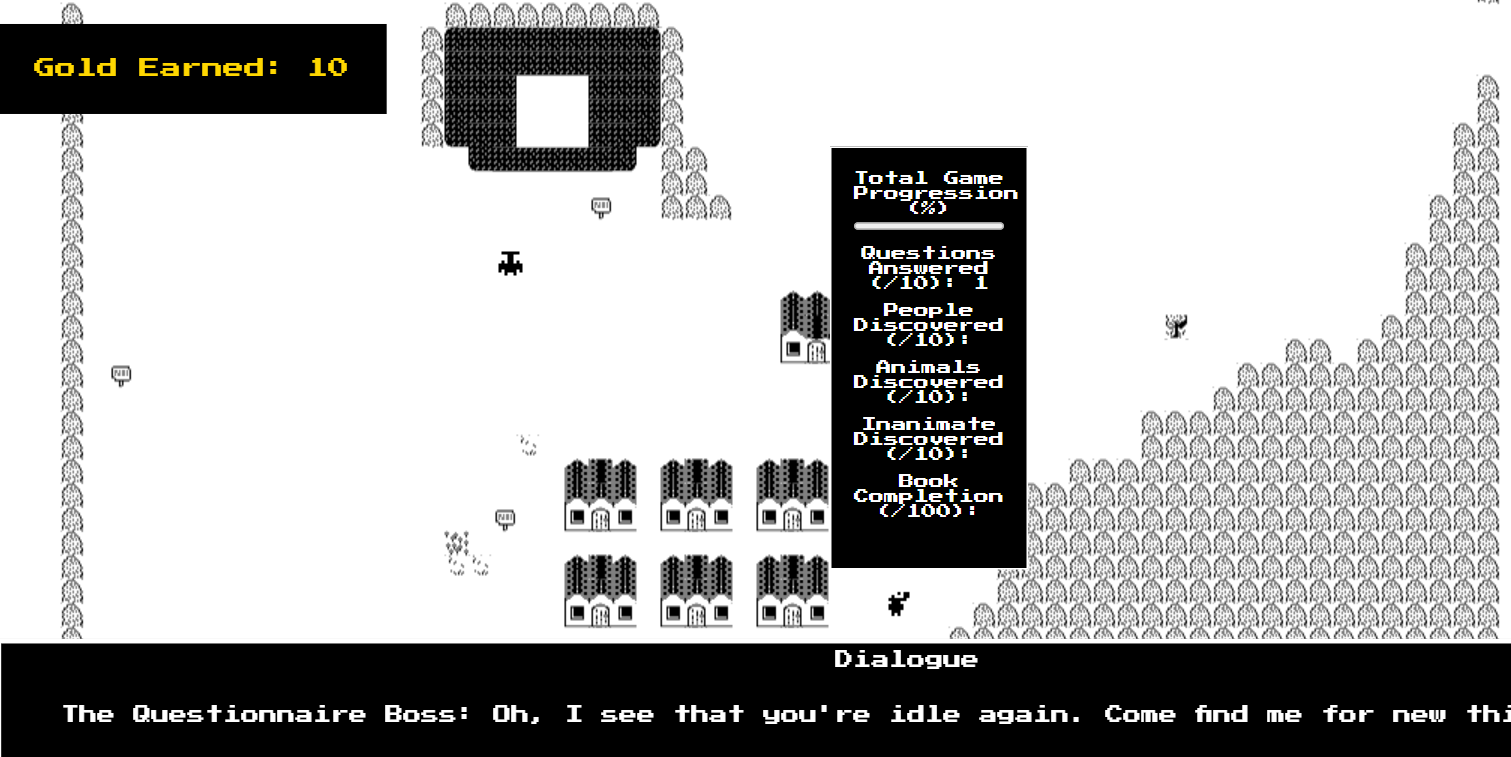 Gold Earned: 10
Total Game
Progression
(%)
Questions
Answered
(/10): 1
People
Discovered
(/10):
Animals
Discovered
(/10):
Inanimate
Discovered
(/10):
Book
Completion
(/100):
Dialogue
The Questionnaire Boss: Oh, I see that you're idle again. Come find me for new thi